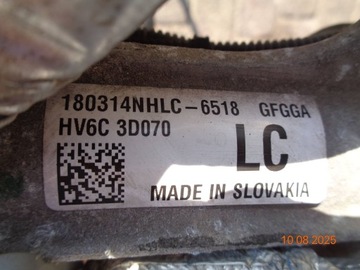 180314NHLC-6518 GFGGA
HV6C 3D070
LC
MADE IN SLOVAKIA
10.08.2025